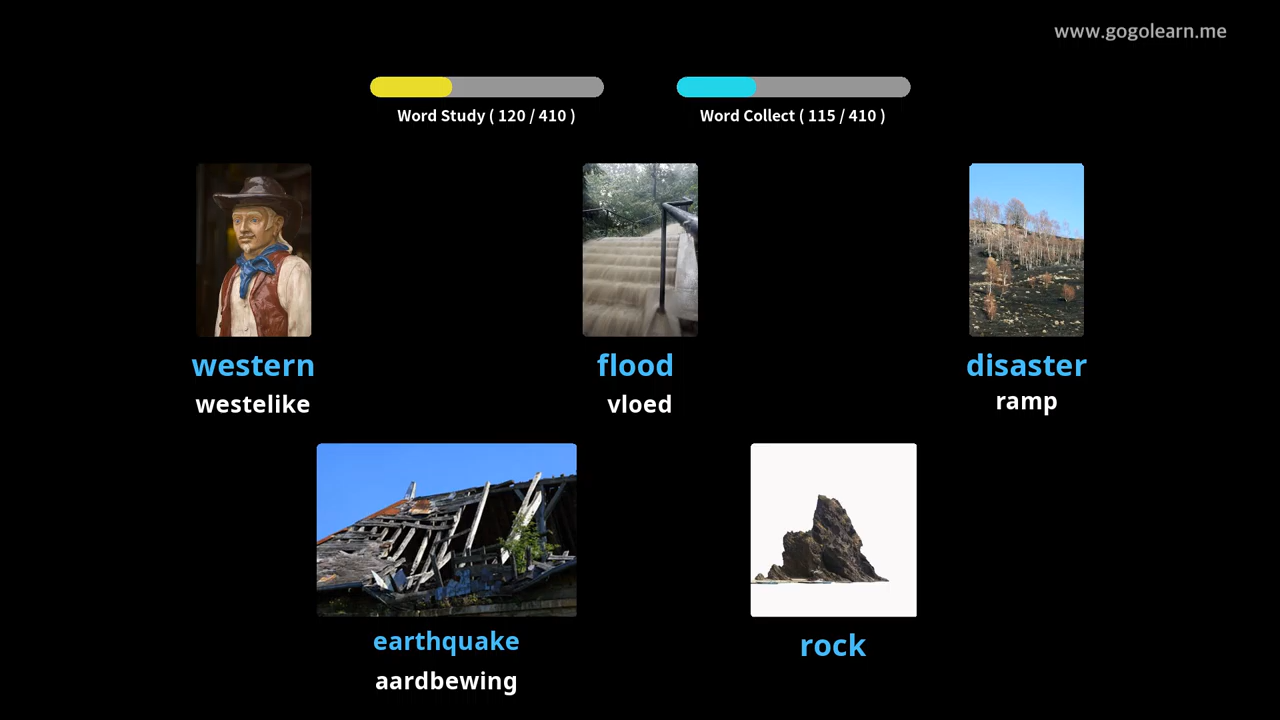 www.gogolearn.me
Word Study ( 120 / 410 )
Word Collect ( 115 / 410 )
western
westelike
flood
vloed
disaster
ramp
earthquake
aardbewing
rock